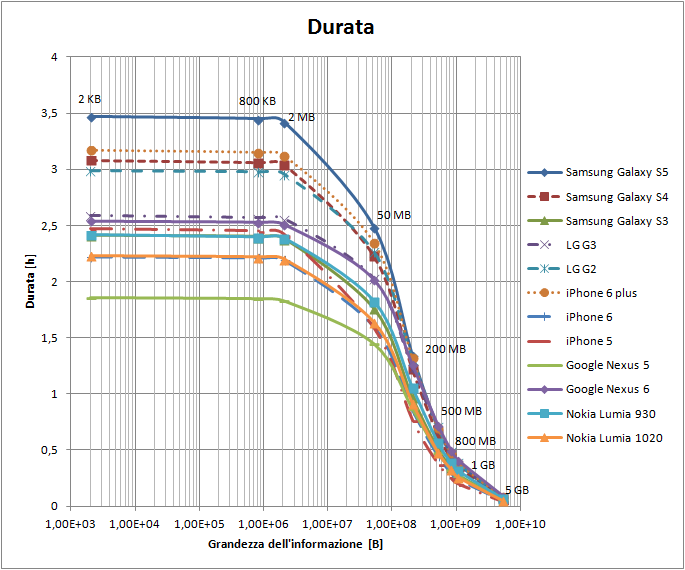 Durata
4
3,5
3
2,5
2
1,5
1
0,5
0
Durata [h]
2 KB
800 KB
2 MB
50 MB
200 MB
500 MB
800 MB
1 GB
5 GB
1,00E+03 1,00E+04 1,00E+05 1,00E+06 1,00E+07 1,00E+08 1,00E+09 1,00E+10
Grandezza dell'informazione [B]
Samsung Galaxy S5
Samsung Galaxy S4
Samsung Galaxy S3
LG G3
LG G2
iPhone 6 plus
iPhone 6
iPhone 5
Google Nexus 5
Google Nexus 6
Nokia Lumia 930
Nokia Lumia 1020